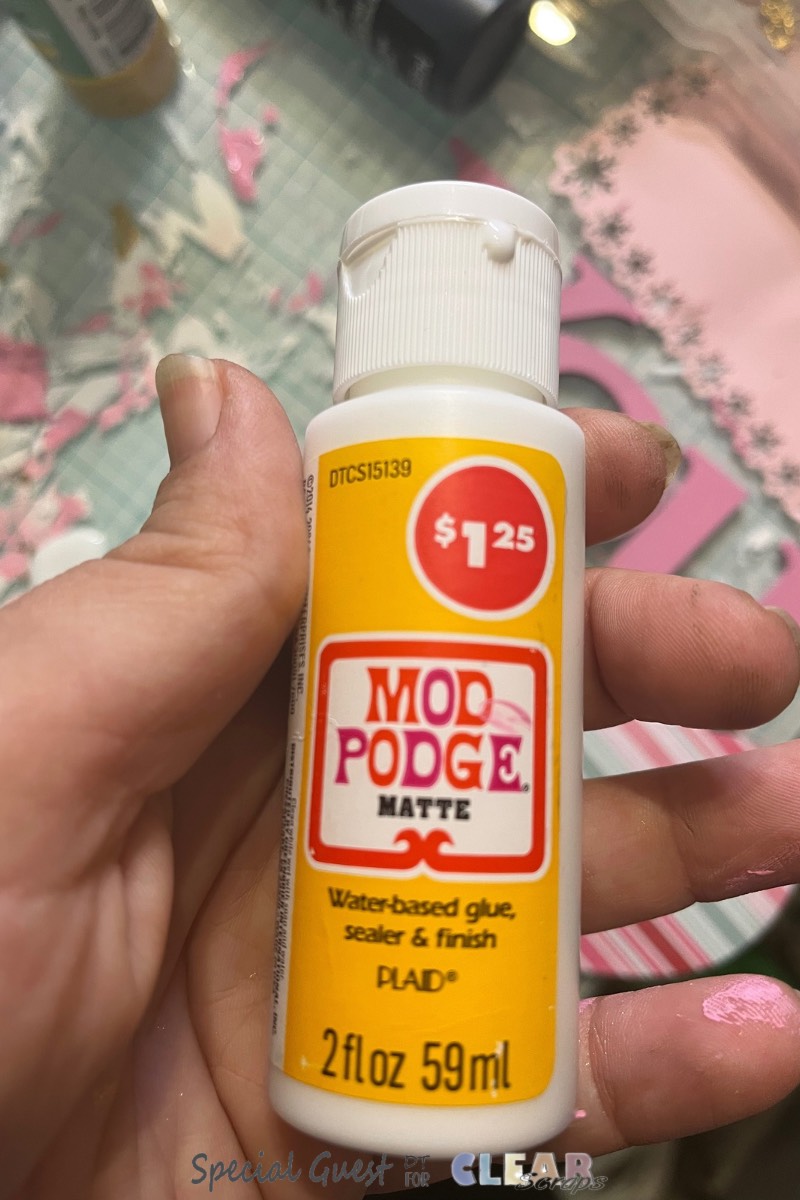 DTCS15139
$1.25
MOD
PODGE®
MATTE
Water-based glue,
sealer & finish
PLAID®
2 fl oz 59 ml
Special Guest DT FOR CLEAR Scraps